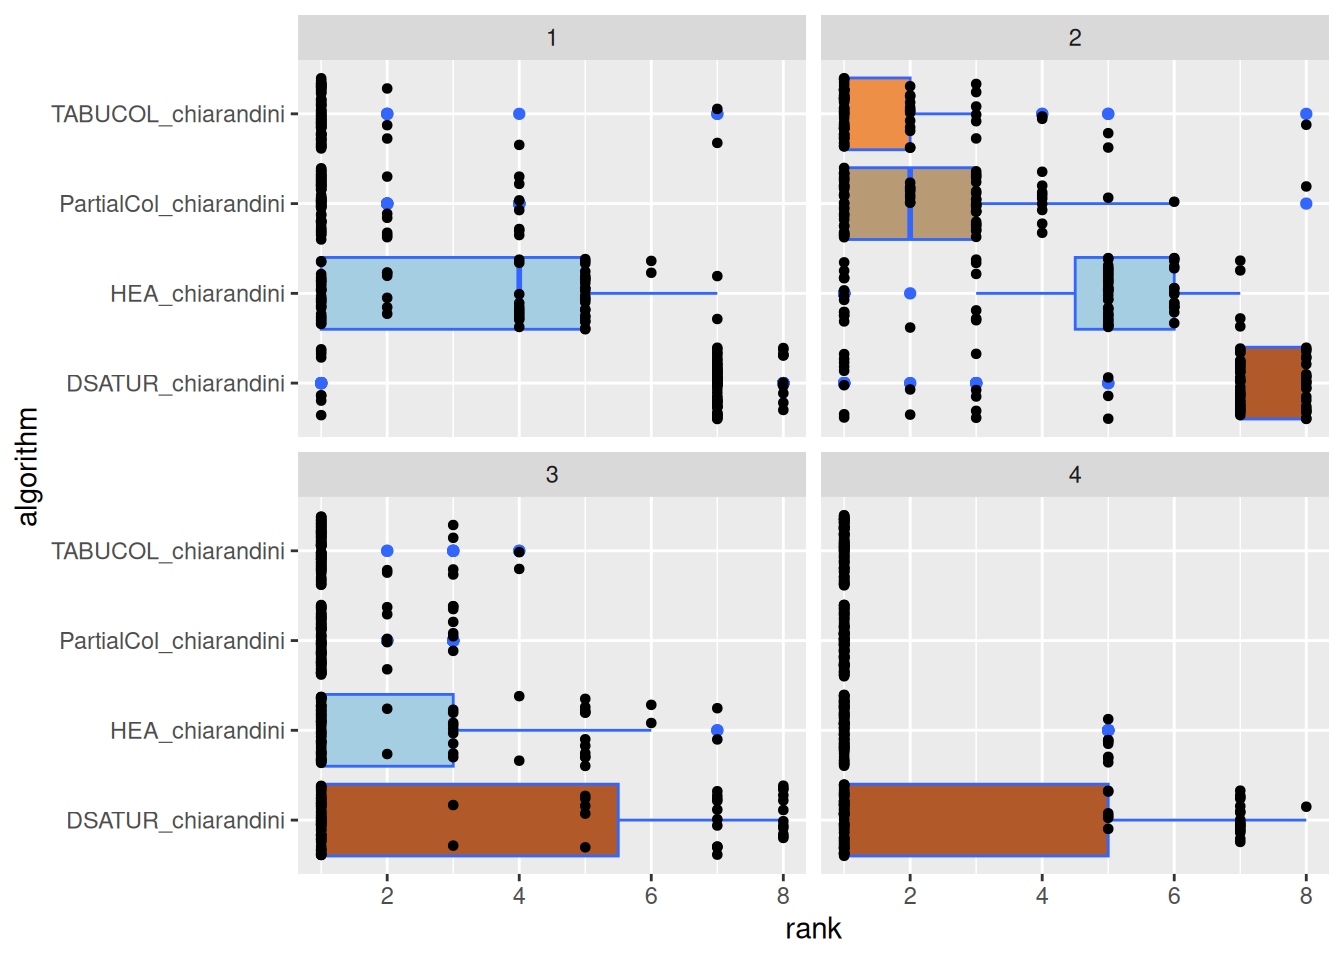 1
2
TABUCOL_chiarandini
PartialCol_chiarandini
HEA_chiarandini
DSATUR_chiarandini
algorithm
3
4
TABUCOL_chiarandini
PartialCol_chiarandini
HEA_chiarandini
DSATUR_chiarandini
2 4 6 8
2 4 6 8
rank